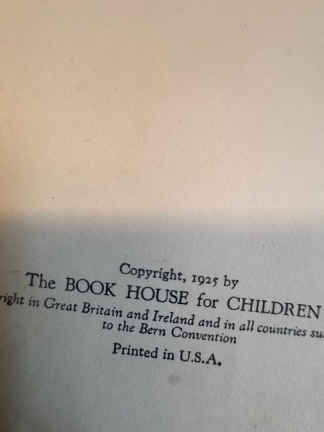 Copyright, 1925 by
The BOOK HOUSE for CHILDREN
in Great Britain and Ireland and in all countries
to the Bern Convention
Printed in U.S.A.